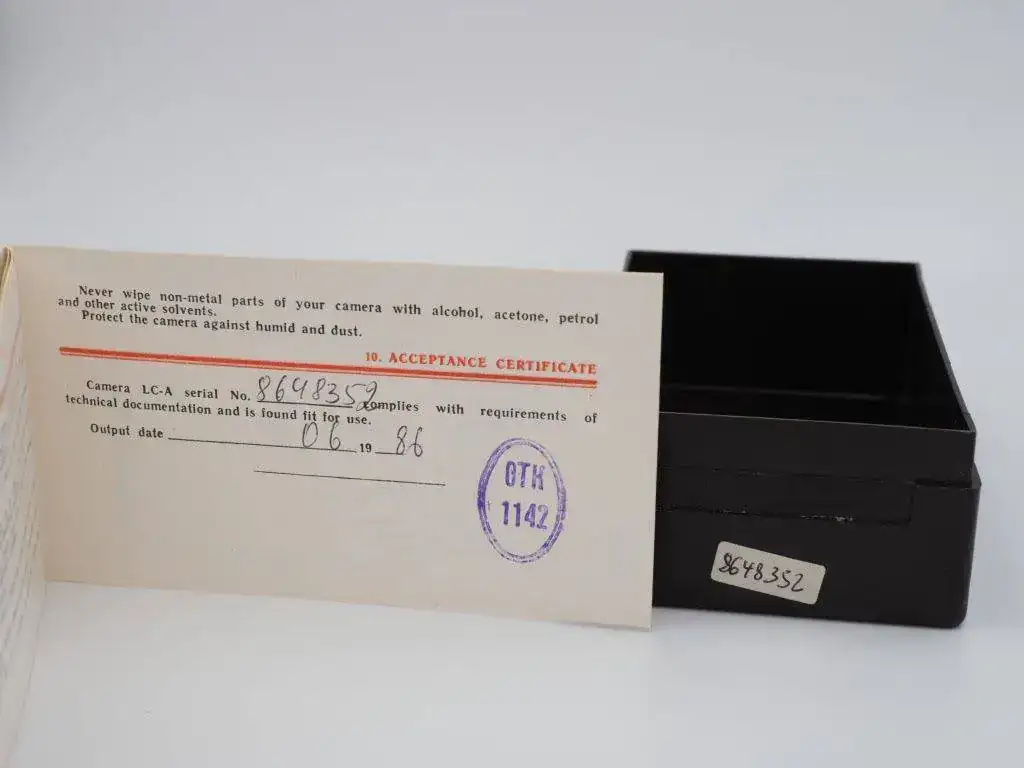 Never wipe non-metal parts of your camera with alcohol, acetone, petrol
and other active solvents.
Protect the camera against humid and dust.
10. ACCEPTANCE CERTIFICATE
Camera LC-A serial No. 8648352 complies with requirements of
technical documentation and is found fit for use.
Output date 06 19 86
ОТК
1142
8648352